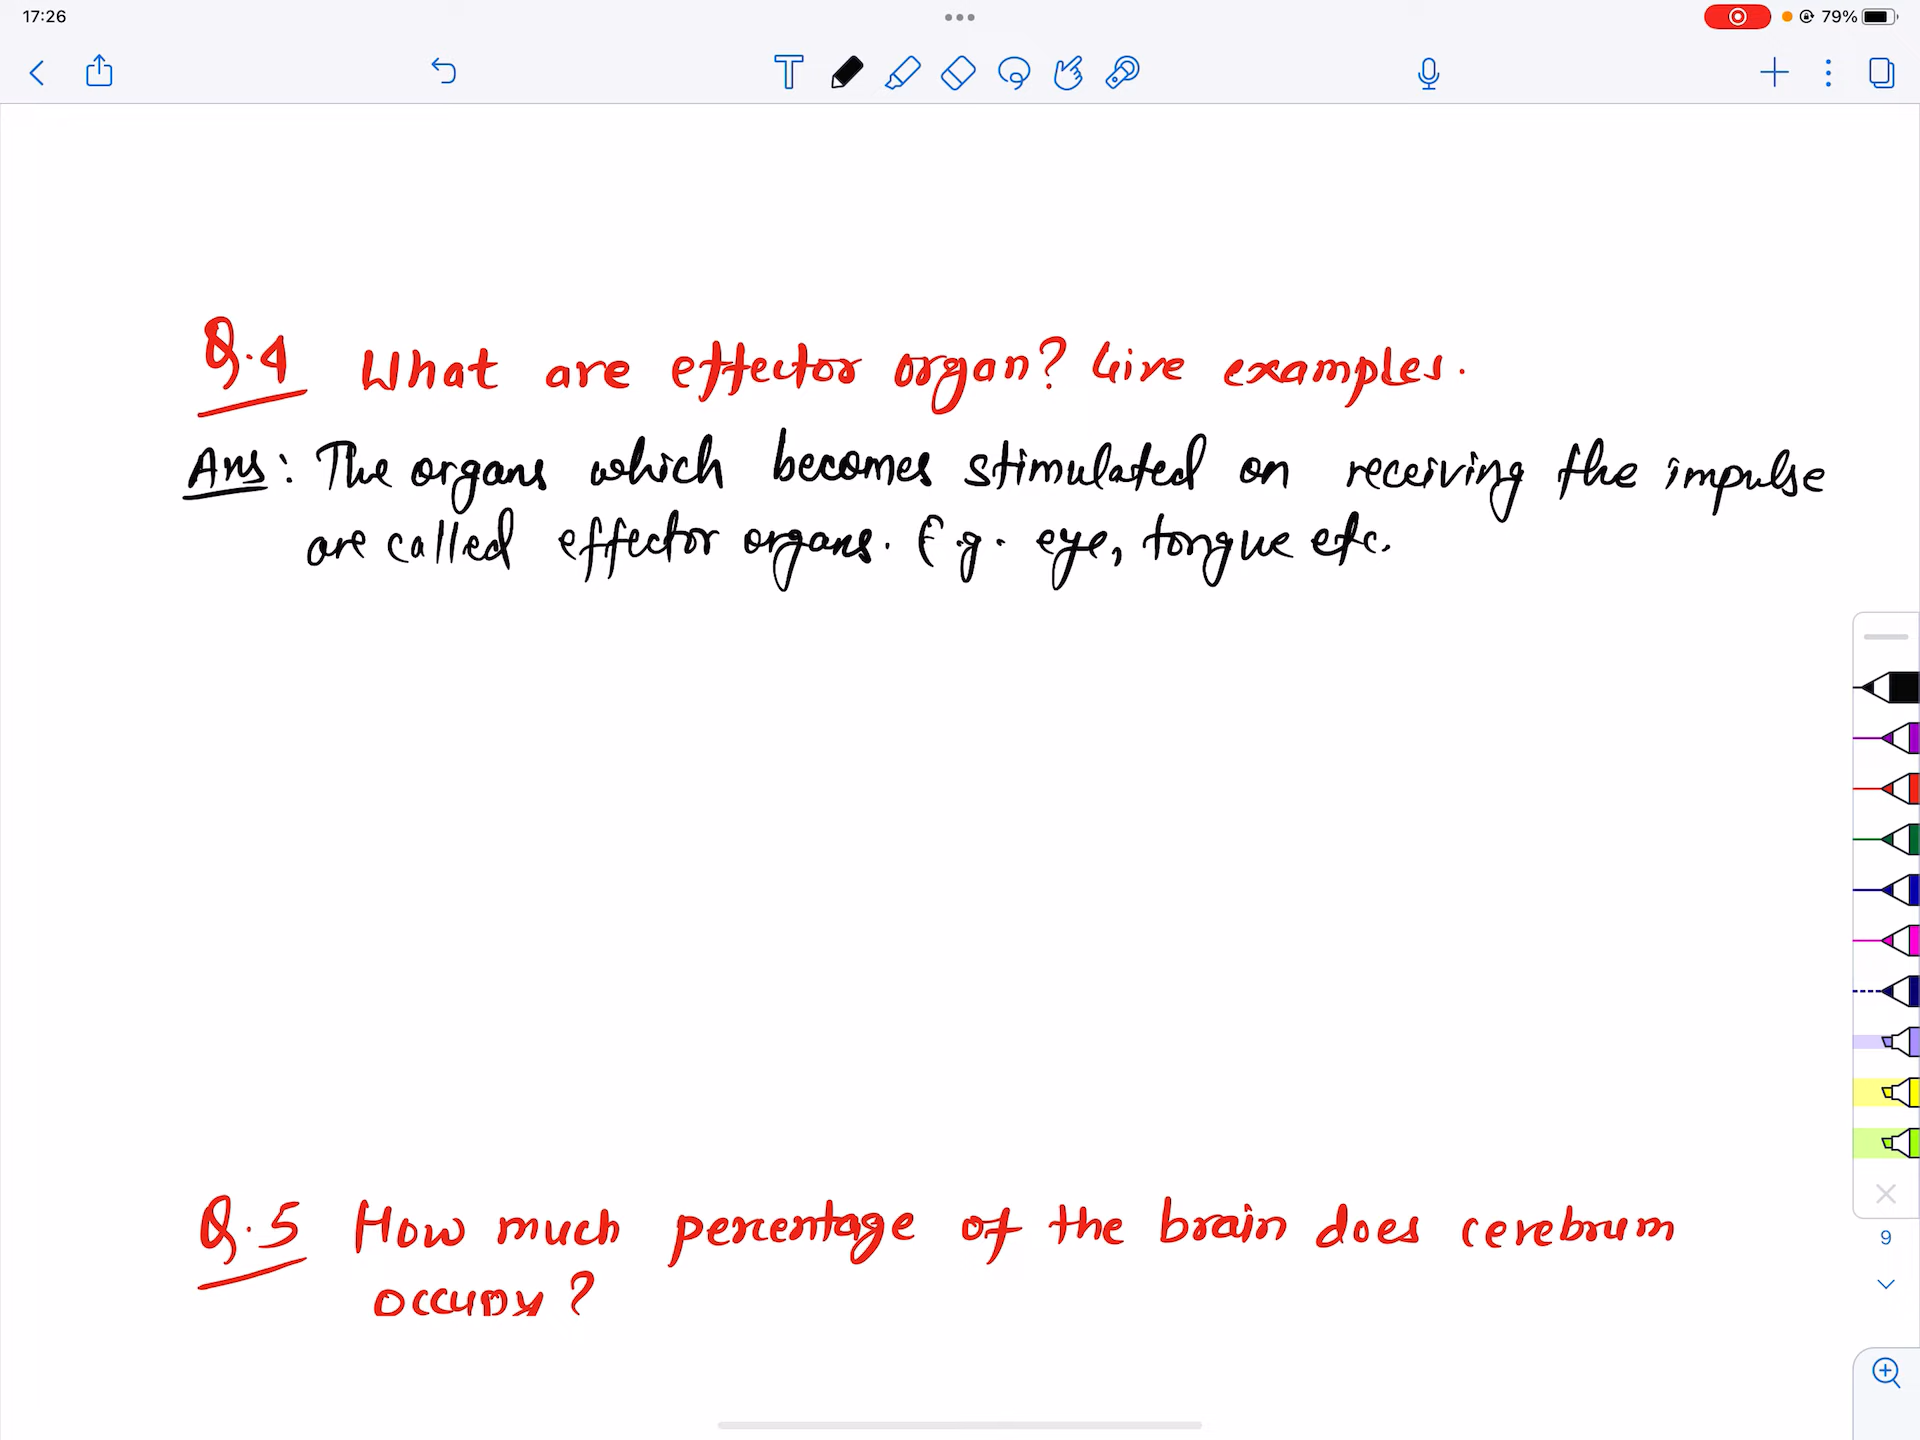 17:26
79%
Q.4 What are effector organ? Give examples.
Ans: The organs which becomes stimulated on receiving the impulse
are called effector organs. E.g. eye, tongue etc.
Q.5 How much percentage of the brain does cerebrum
occupy?
9